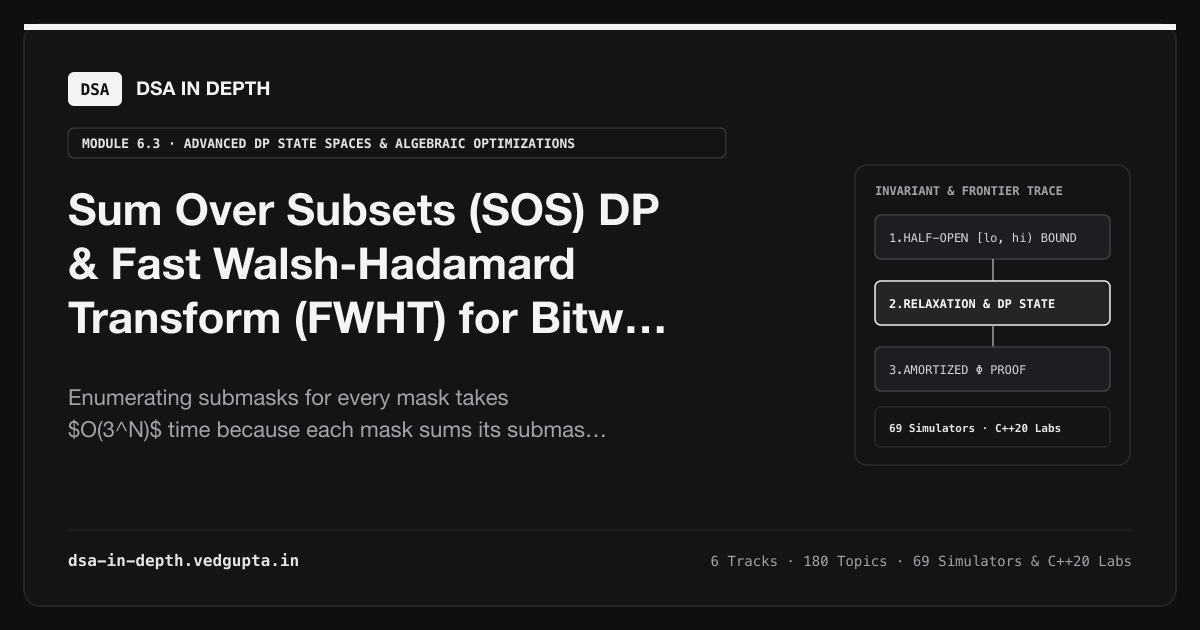 DSA DSA IN DEPTH
MODULE 6.3 · ADVANCED DP STATE SPACES & ALGEBRAIC OPTIMIZATIONS
Sum Over Subsets (SOS) DP
& Fast Walsh-Hadamard
Transform (FWHT) for Bitw...
Enumerating submasks for every mask takes
$O(3^N)$ time because each mask sums its submas...
INVARIANT & FRONTIER TRACE
1.HALF-OPEN [lo, hi) BOUND
2.RELAXATION & DP STATE
3.AMORTIZED Φ PROOF
69 Simulators · C++20 Labs
dsa-in-depth.vedgupta.in
6 Tracks · 180 Topics · 69 Simulators & C++20 Labs